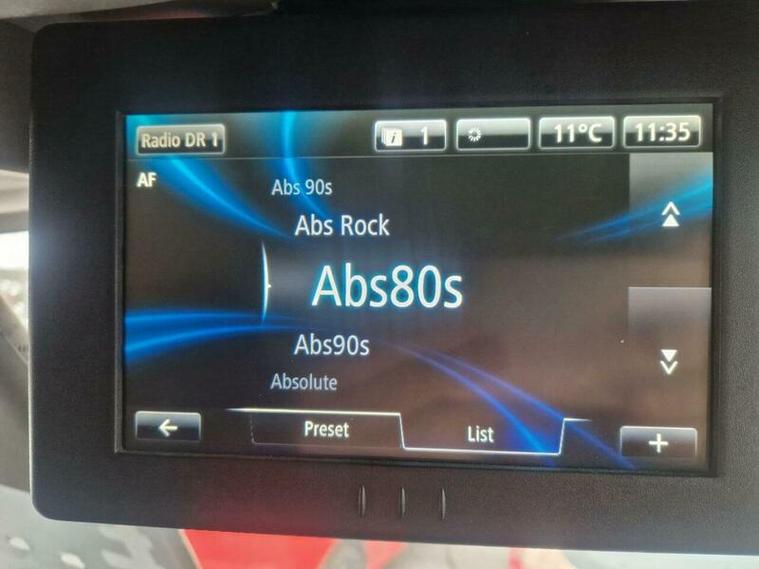 Radio DR 1
1
11°C
11:35
AF
Abs 90s
Abs Rock
Abs80s
Abs90s
Absolute
Preset
List